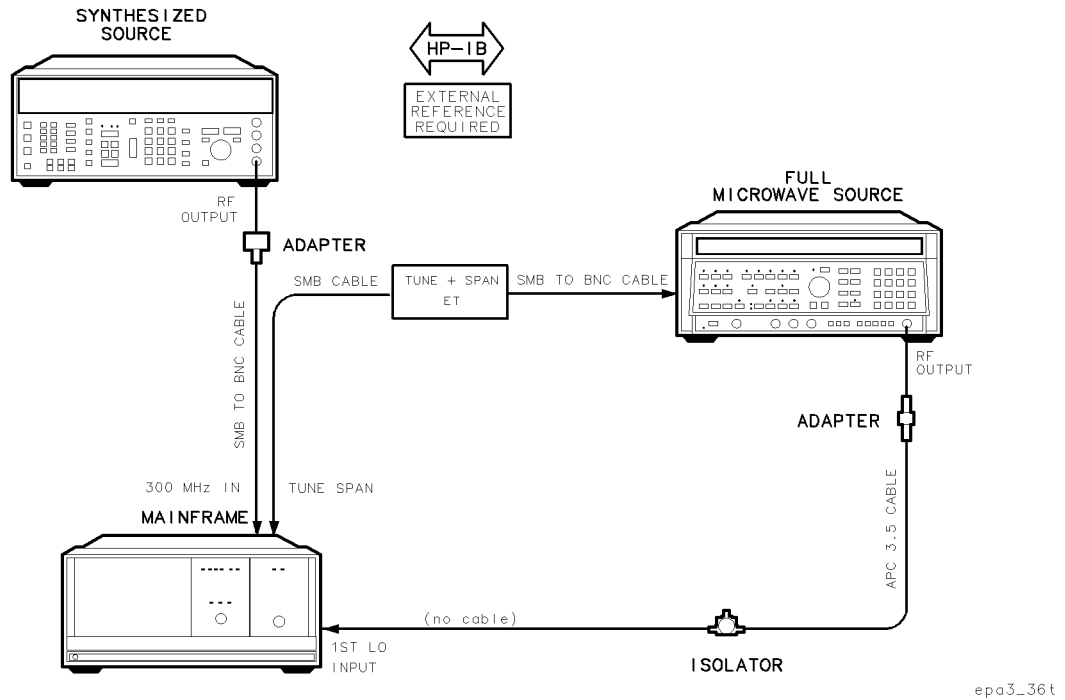 SYNTHESIZED
SOURCE
HP-IB
EXTERNAL
REFERENCE
REQUIRED
FULL
MICROWAVE SOURCE
RF
OUTPUT
ADAPTER
SMB CABLE
TUNE + SPAN
ET
SMB TO BNC CABLE
SMB TO BNC CABLE
RF
OUTPUT
ADAPTER
APC 3.5 CABLE
300 MHz IN
TUNE SPAN
MAINFRAME
(no cable)
1ST LO
INPUT
ISOLATOR
epa3_36t